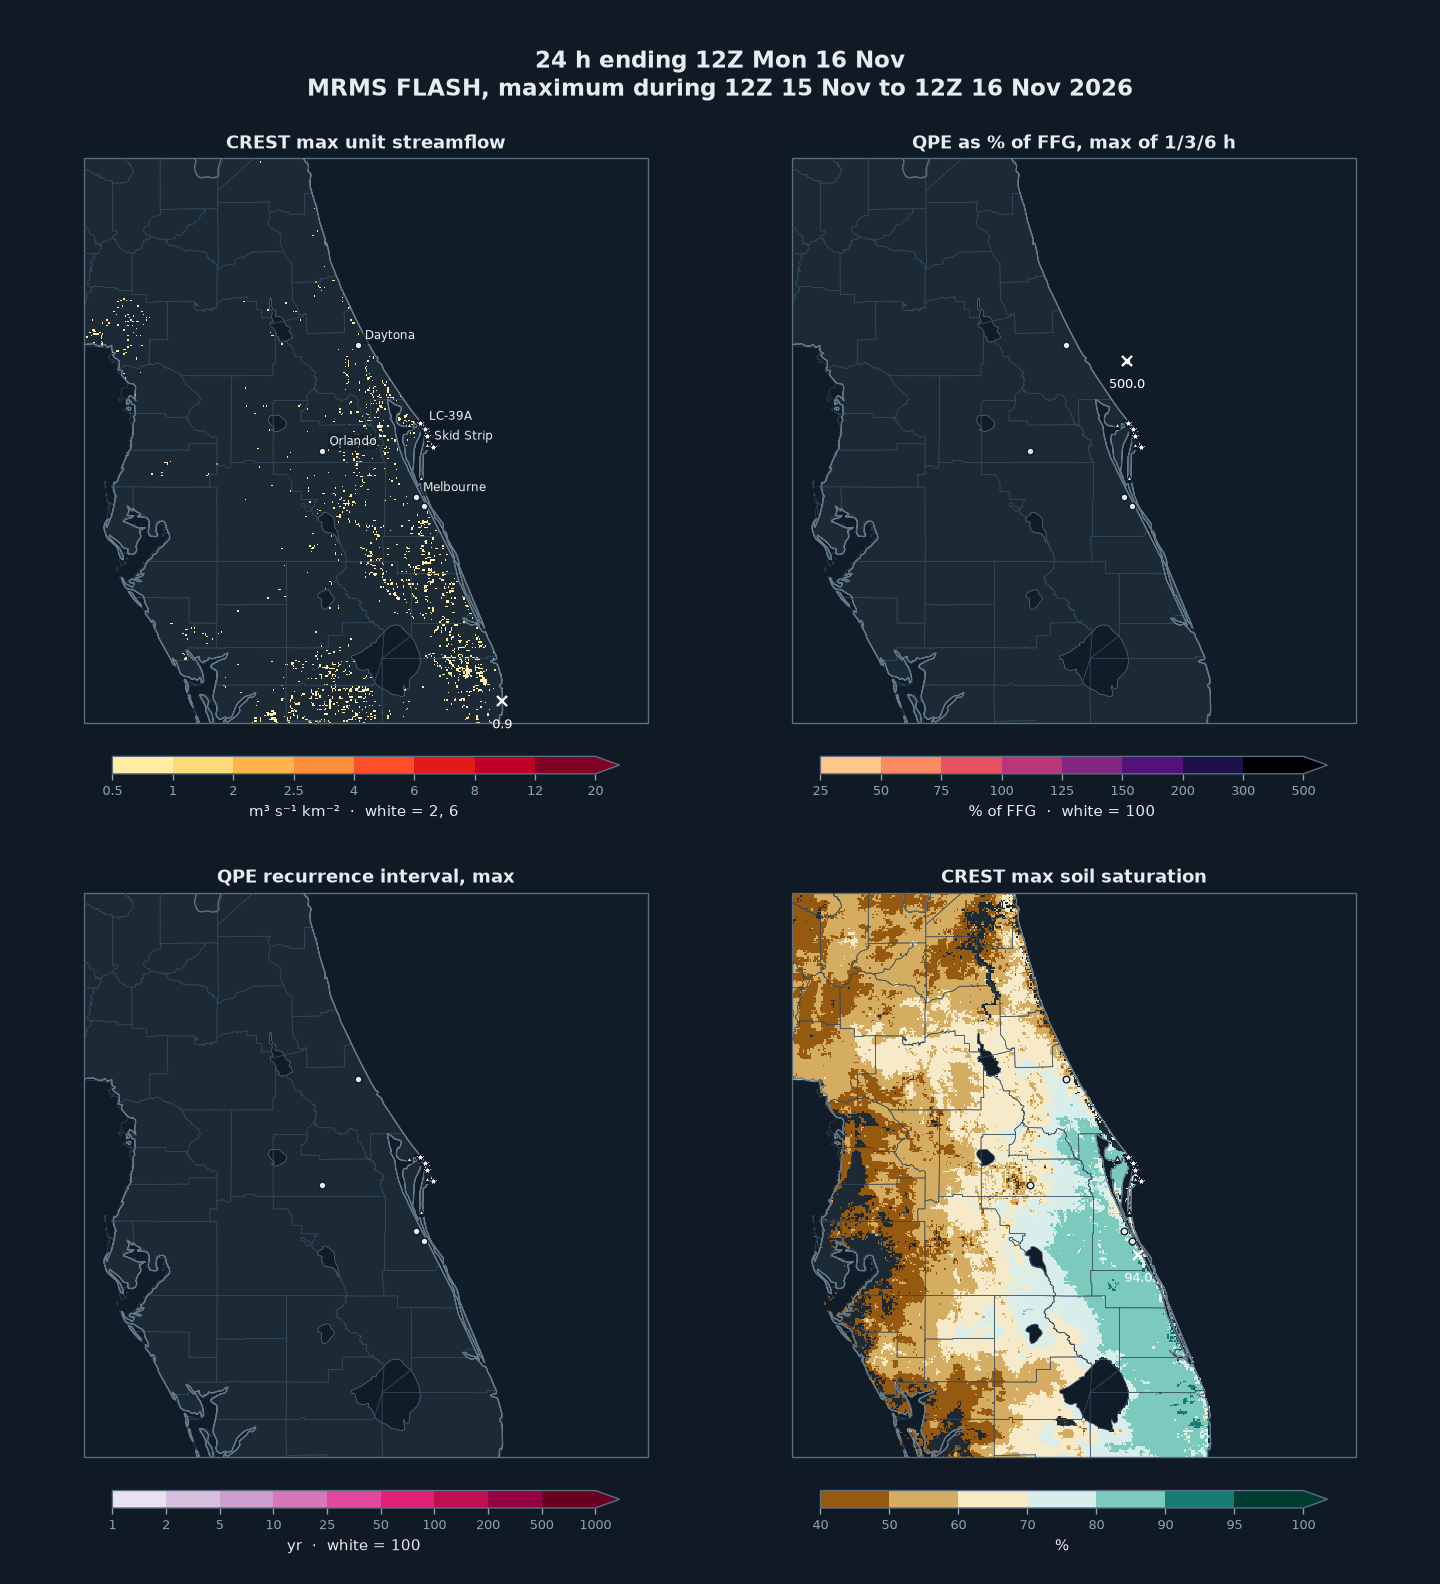 24 h ending 12Z Mon 16 Nov
MRMS FLASH, maximum during 12Z 15 Nov to 12Z 16 Nov 2026
CREST max unit streamflow
Daytona
LC-39A
Skid Strip
Orlando
Melbourne
0.9
0.5 1 2 2.5 4 6 8 12 20
m³ s⁻¹ km⁻² · white = 2, 6
QPE as % of FFG, max of 1/3/6 h
500.0
25 50 75 100 125 150 200 300 500
% of FFG · white = 100
QPE recurrence interval, max
1 2 5 10 25 50 100 200 500 1000
yr · white = 100
CREST max soil saturation
94.0
40 50 60 70 80 90 95 100
%